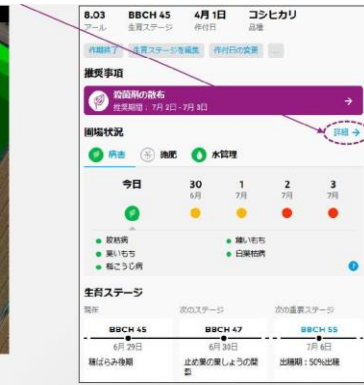 8.03 BBCH 45 4月1日 コシヒカリ
アール 生育ステージ 作付日 品種
作期終了 生育ステージを編集 作付日の変更 ...
推奨事項
殺菌剤の散布
推奨期間：7月2日-7月3日
圃場状況 詳細
病害 施肥 水管理
今日 30 1 2 3
6月 7月 7月 7月
紋枯病 穂いもち
葉いもち 白葉枯病
稲こうじ病
生育ステージ
現在 次のステージ 次の重要ステージ
BBCH 45 BBCH 47 BBCH 55
6月29日 6月30日 7月6日
穂ばらみ後期 止め葉の葉しょうの開裂 出穂期：50%出穂